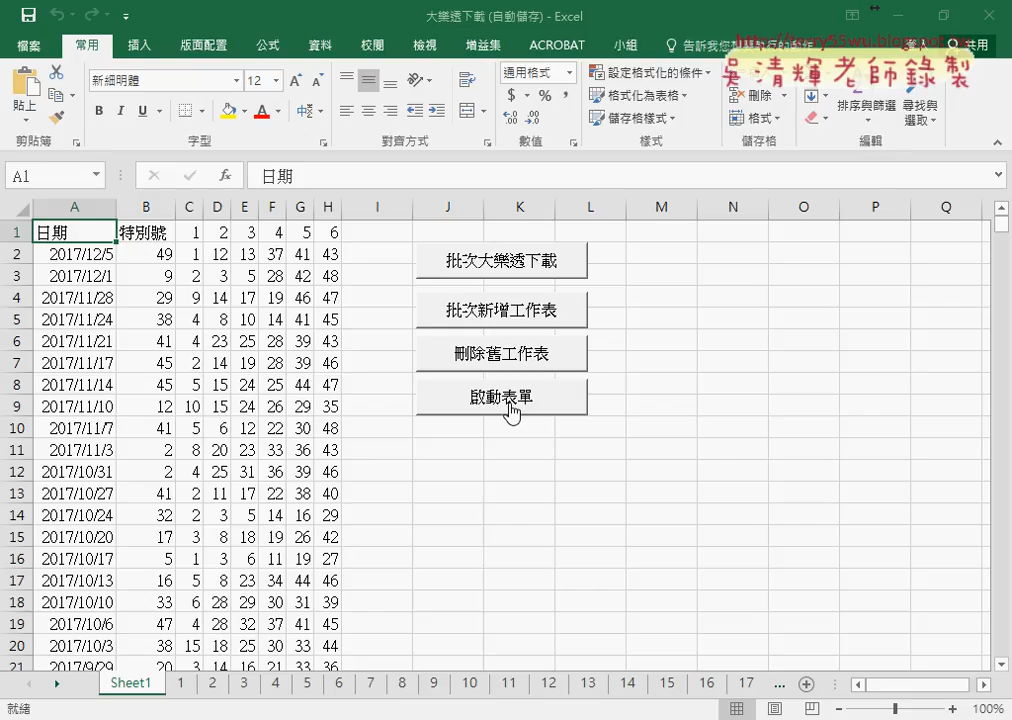 大樂透下載 (自動儲存) - Excel
檔案 常用 插入 版面配置 公式 資料 校閱 檢視 增益集 ACROBAT 小組 告訴我您 共用
http://terry55wu.blogspot.tw
吳清輝老師錄製
貼上
新細明體 12
B I U A 中
通用格式
$ % ,
設定格式化的條件
格式化為表格
儲存格樣式
刪除
格式
排序與篩選 尋找與
選取
剪貼簿 字型 對齊方式 數值 樣式 儲存格 編輯
A1 fx 日期
A B C D E F G H I J K L M N O P Q
1 日期 特別號 1 2 3 4 5 6
2 2017/12/5 49 1 12 13 37 41 43
3 2017/12/1 9 2 3 5 28 42 48
4 2017/11/28 29 9 14 17 19 46 47
5 2017/11/24 38 4 8 10 14 41 45
6 2017/11/21 41 4 23 25 28 39 43
7 2017/11/17 45 2 14 19 28 39 46
8 2017/11/14 45 5 15 24 25 44 47
9 2017/11/10 12 10 15 24 26 29 35
10 2017/11/7 41 5 6 12 22 30 48
11 2017/11/3 2 8 20 23 33 36 43
12 2017/10/31 2 4 25 31 36 39 46
13 2017/10/27 41 2 11 17 22 38 40
14 2017/10/24 32 2 3 5 14 16 29
15 2017/10/20 17 3 8 18 19 26 42
16 2017/10/17 5 1 3 6 11 19 27
17 2017/10/13 16 5 8 23 34 44 46
18 2017/10/10 33 6 28 29 30 31 39
19 2017/10/6 47 4 28 32 37 41 45
20 2017/10/3 38 15 18 25 30 33 44
21 2017/9/29 20 3 14 16 21 33 36
批次大樂透下載
批次新增工作表
刪除舊工作表
啟動表單
Sheet1 1 2 3 4 5 6 7 8 9 10 11 12 13 14 15 16 17 ...
就緒 100%